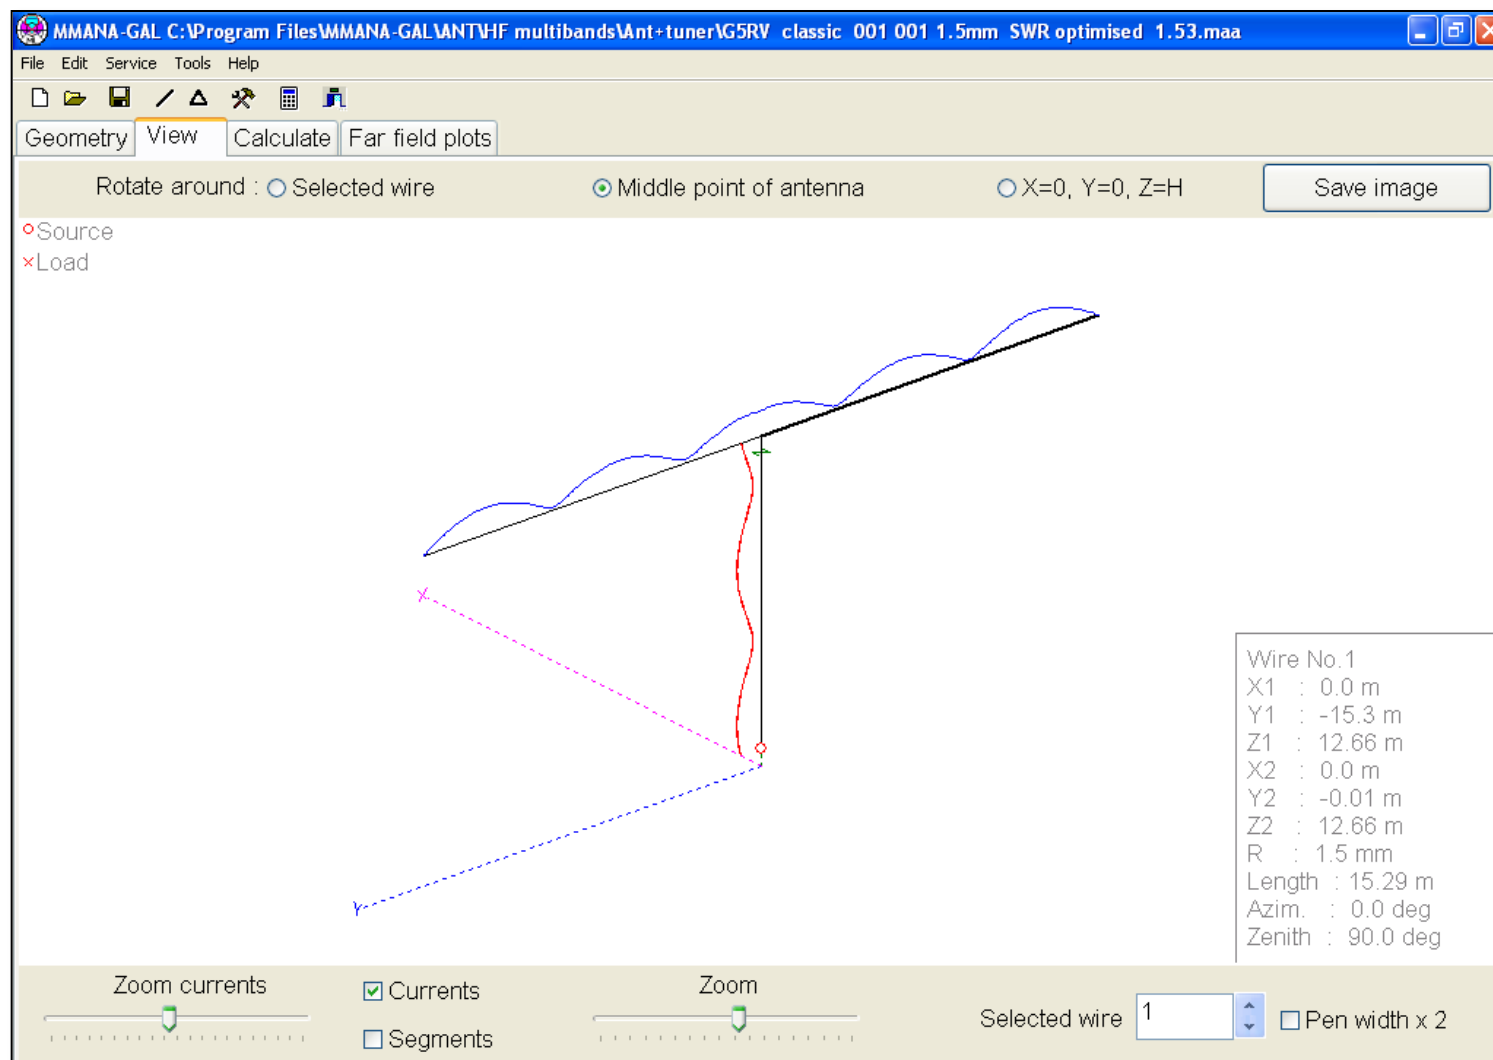 MMANA-GAL C:\Program Files\MMANA-GAL\ANT\HF multibands\Ant+tuner\G5RV classic 001 001 1.5mm SWR optimised 1.53.maa
File Edit Service Tools Help
Geometry View Calculate Far field plots
Rotate around : Selected wire Middle point of antenna X=0, Y=0, Z=H Save image
Source
Load
X
Y
Wire No.1
X1 : 0.0 m
Y1 : -15.3 m
Z1 : 12.66 m
X2 : 0.0 m
Y2 : -0.01 m
Z2 : 12.66 m
R : 1.5 mm
Length : 15.29 m
Azim. : 0.0 deg
Zenith : 90.0 deg
Zoom currents Currents Zoom Selected wire 1 Pen width x 2
Segments